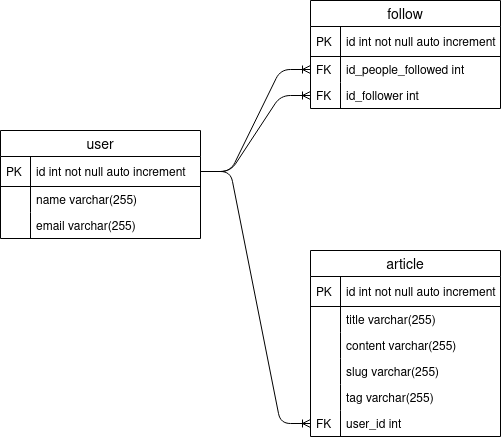 follow
PK id int not null auto increment
FK id_people_followed int
FK id_follower int
user
PK id int not null auto increment
name varchar(255)
email varchar(255)
article
PK id int not null auto increment
title varchar(255)
content varchar(255)
slug varchar(255)
tag varchar(255)
FK user_id int